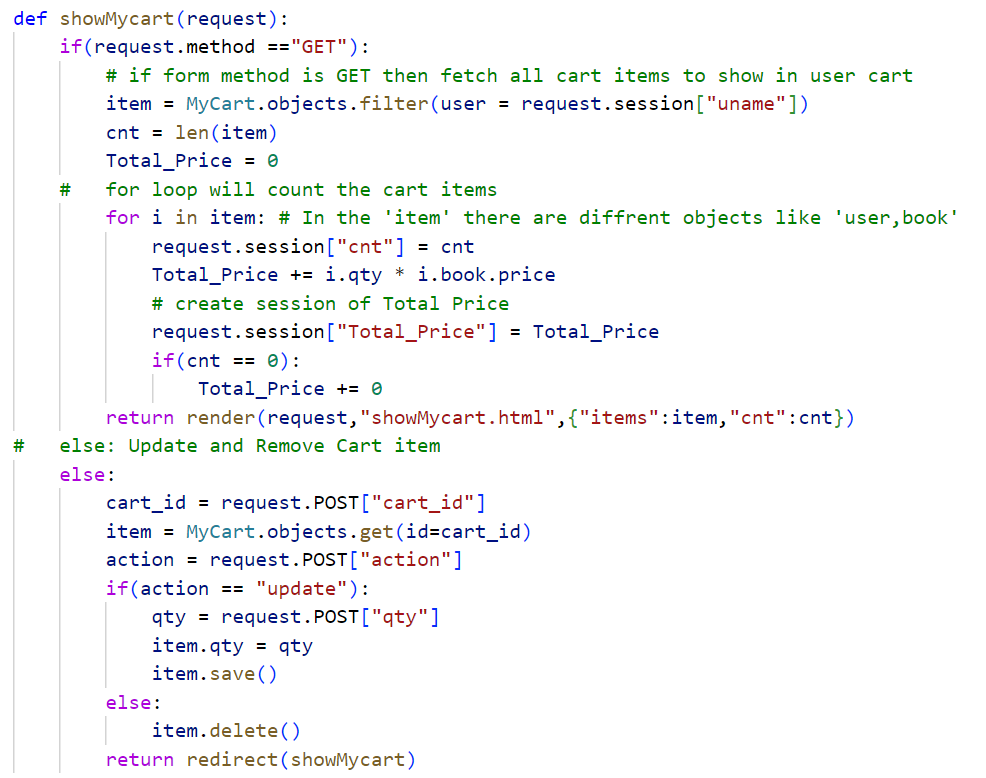 def showMycart(request):
    if(request.method =="GET"):
        # if form method is GET then fetch all cart items to show in user cart
        item = MyCart.objects.filter(user = request.session["uname"])
        cnt = len(item)
        Total_Price = 0
    #   for loop will count the cart items
        for i in item: # In the 'item' there are diffrent objects like 'user,book'
            request.session["cnt"] = cnt
            Total_Price += i.qty * i.book.price
            # create session of Total Price
            request.session["Total_Price"] = Total_Price
            if(cnt == 0):
                Total_Price += 0
        return render(request,"showMycart.html",{"items":item,"cnt":cnt})
#   else: Update and Remove Cart item
    else:
        cart_id = request.POST["cart_id"]
        item = MyCart.objects.get(id=cart_id)
        action = request.POST["action"]
        if(action == "update"):
            qty = request.POST["qty"]
            item.qty = qty
            item.save()
        else:
            item.delete()
        return redirect(showMycart)